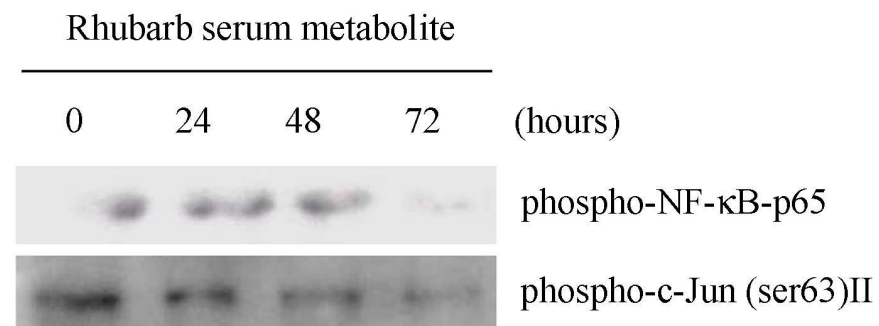 Rhubarb serum metabolite
0 24 48 72 (hours)
phospho-NF-κB-p65
phospho-c-Jun (ser63)II